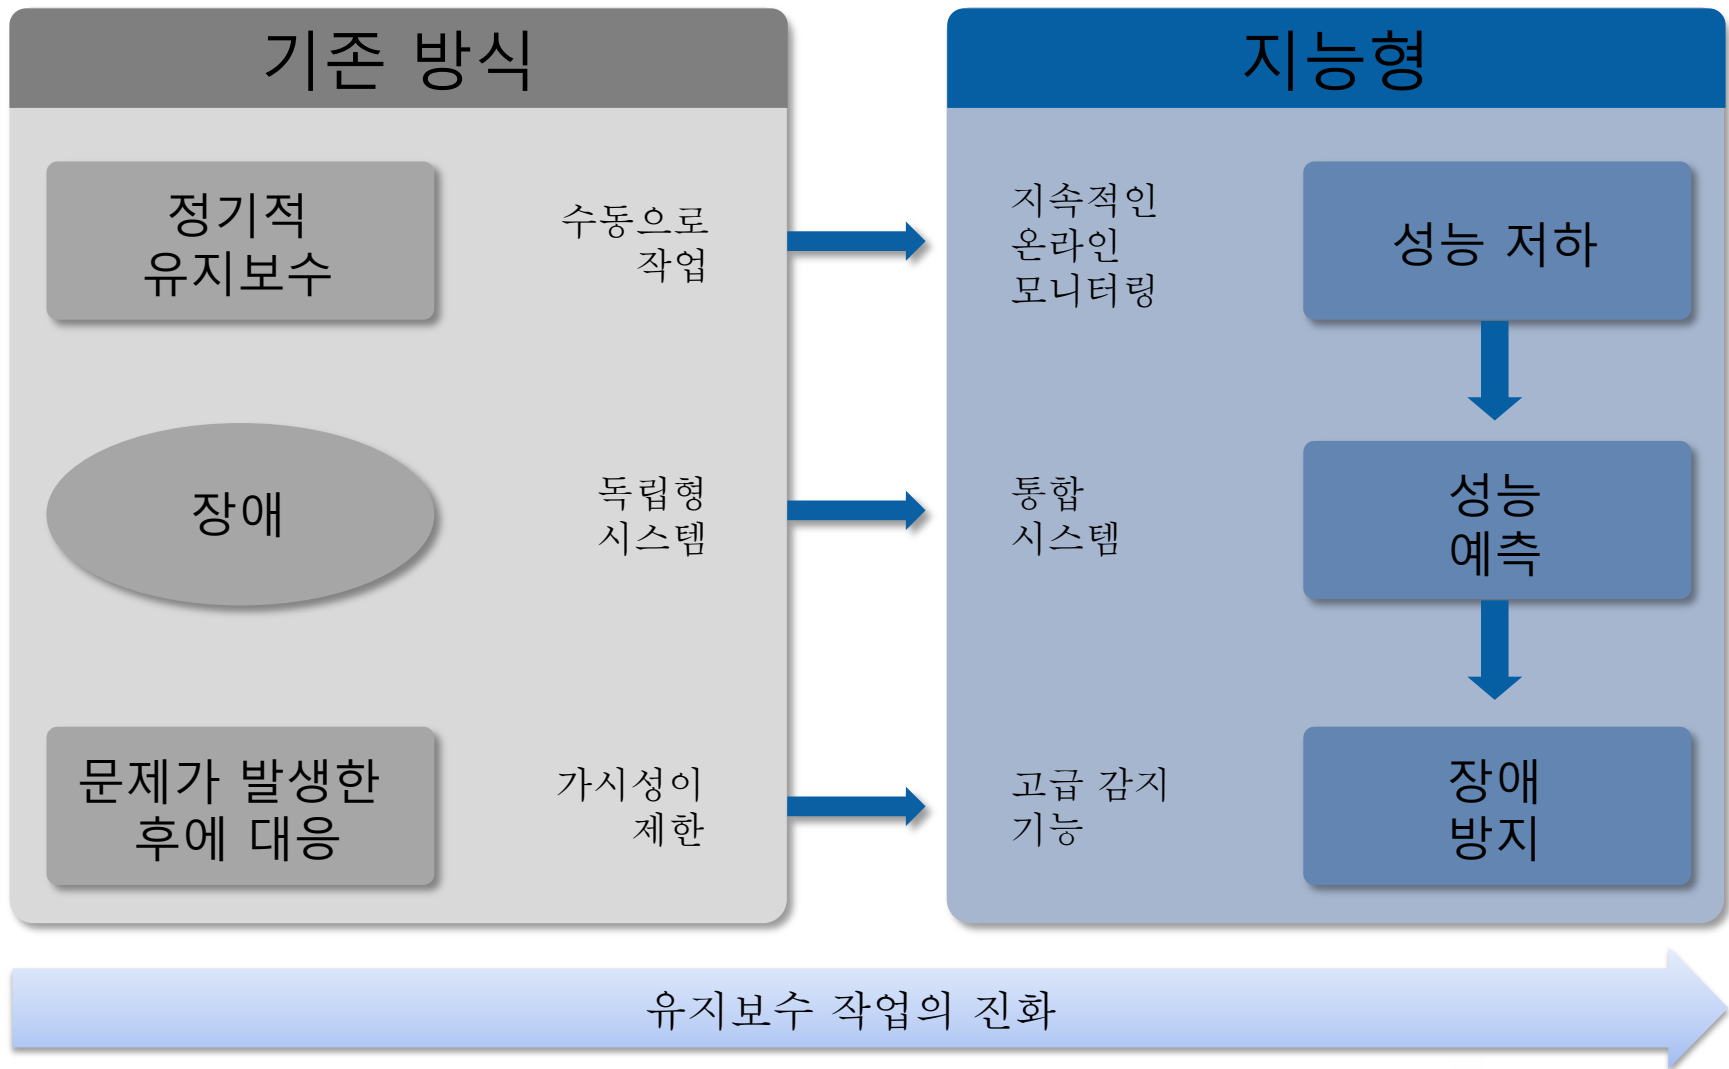 기존 방식
정기적
유지보수
수동으로
작업
장애
독립형
시스템
문제가 발생한
후에 대응
가시성이
제한
지능형
지속적인
온라인
모니터링
성능 저하
통합
시스템
성능
예측
고급 감지
기능
장애
방지
유지보수 작업의 진화